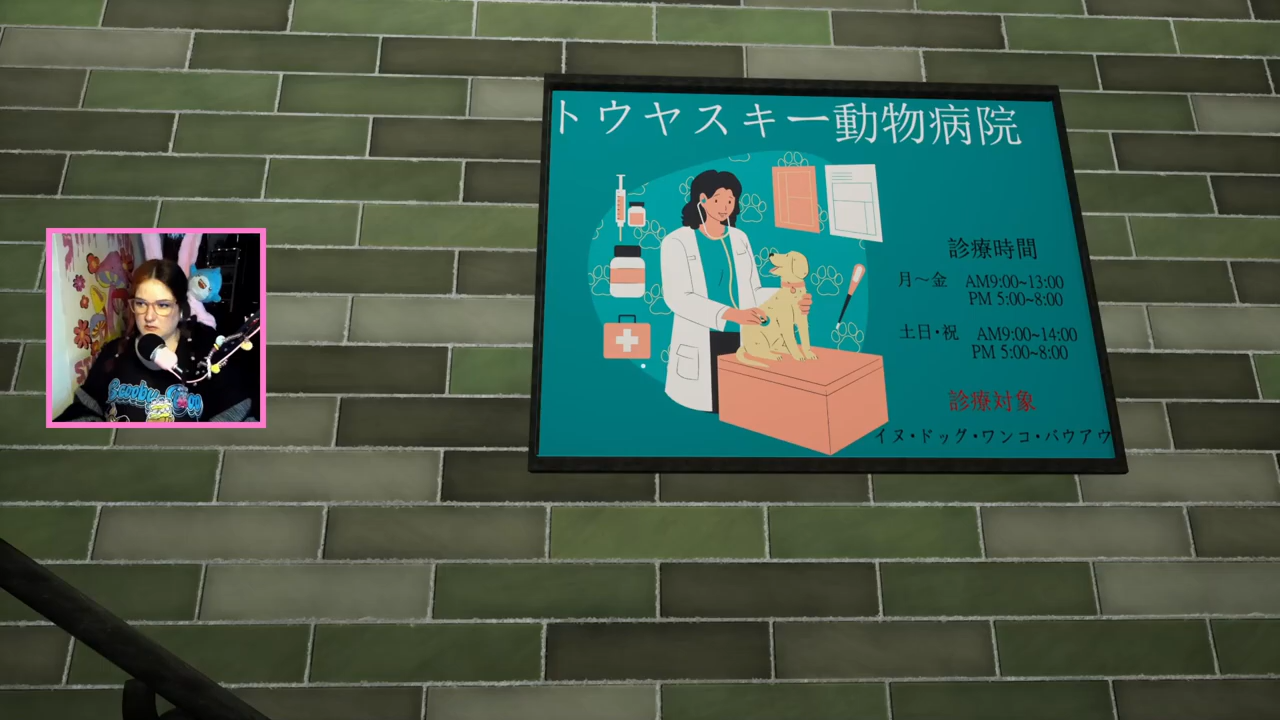 トウヤスキー動物病院
診療時間
月～金 AM9:00~13:00
PM 5:00~8:00
土日・祝 AM9:00~14:00
PM 5:00~8:00
診療対象
イヌ・ドッグ・ワンコ・バウアウ